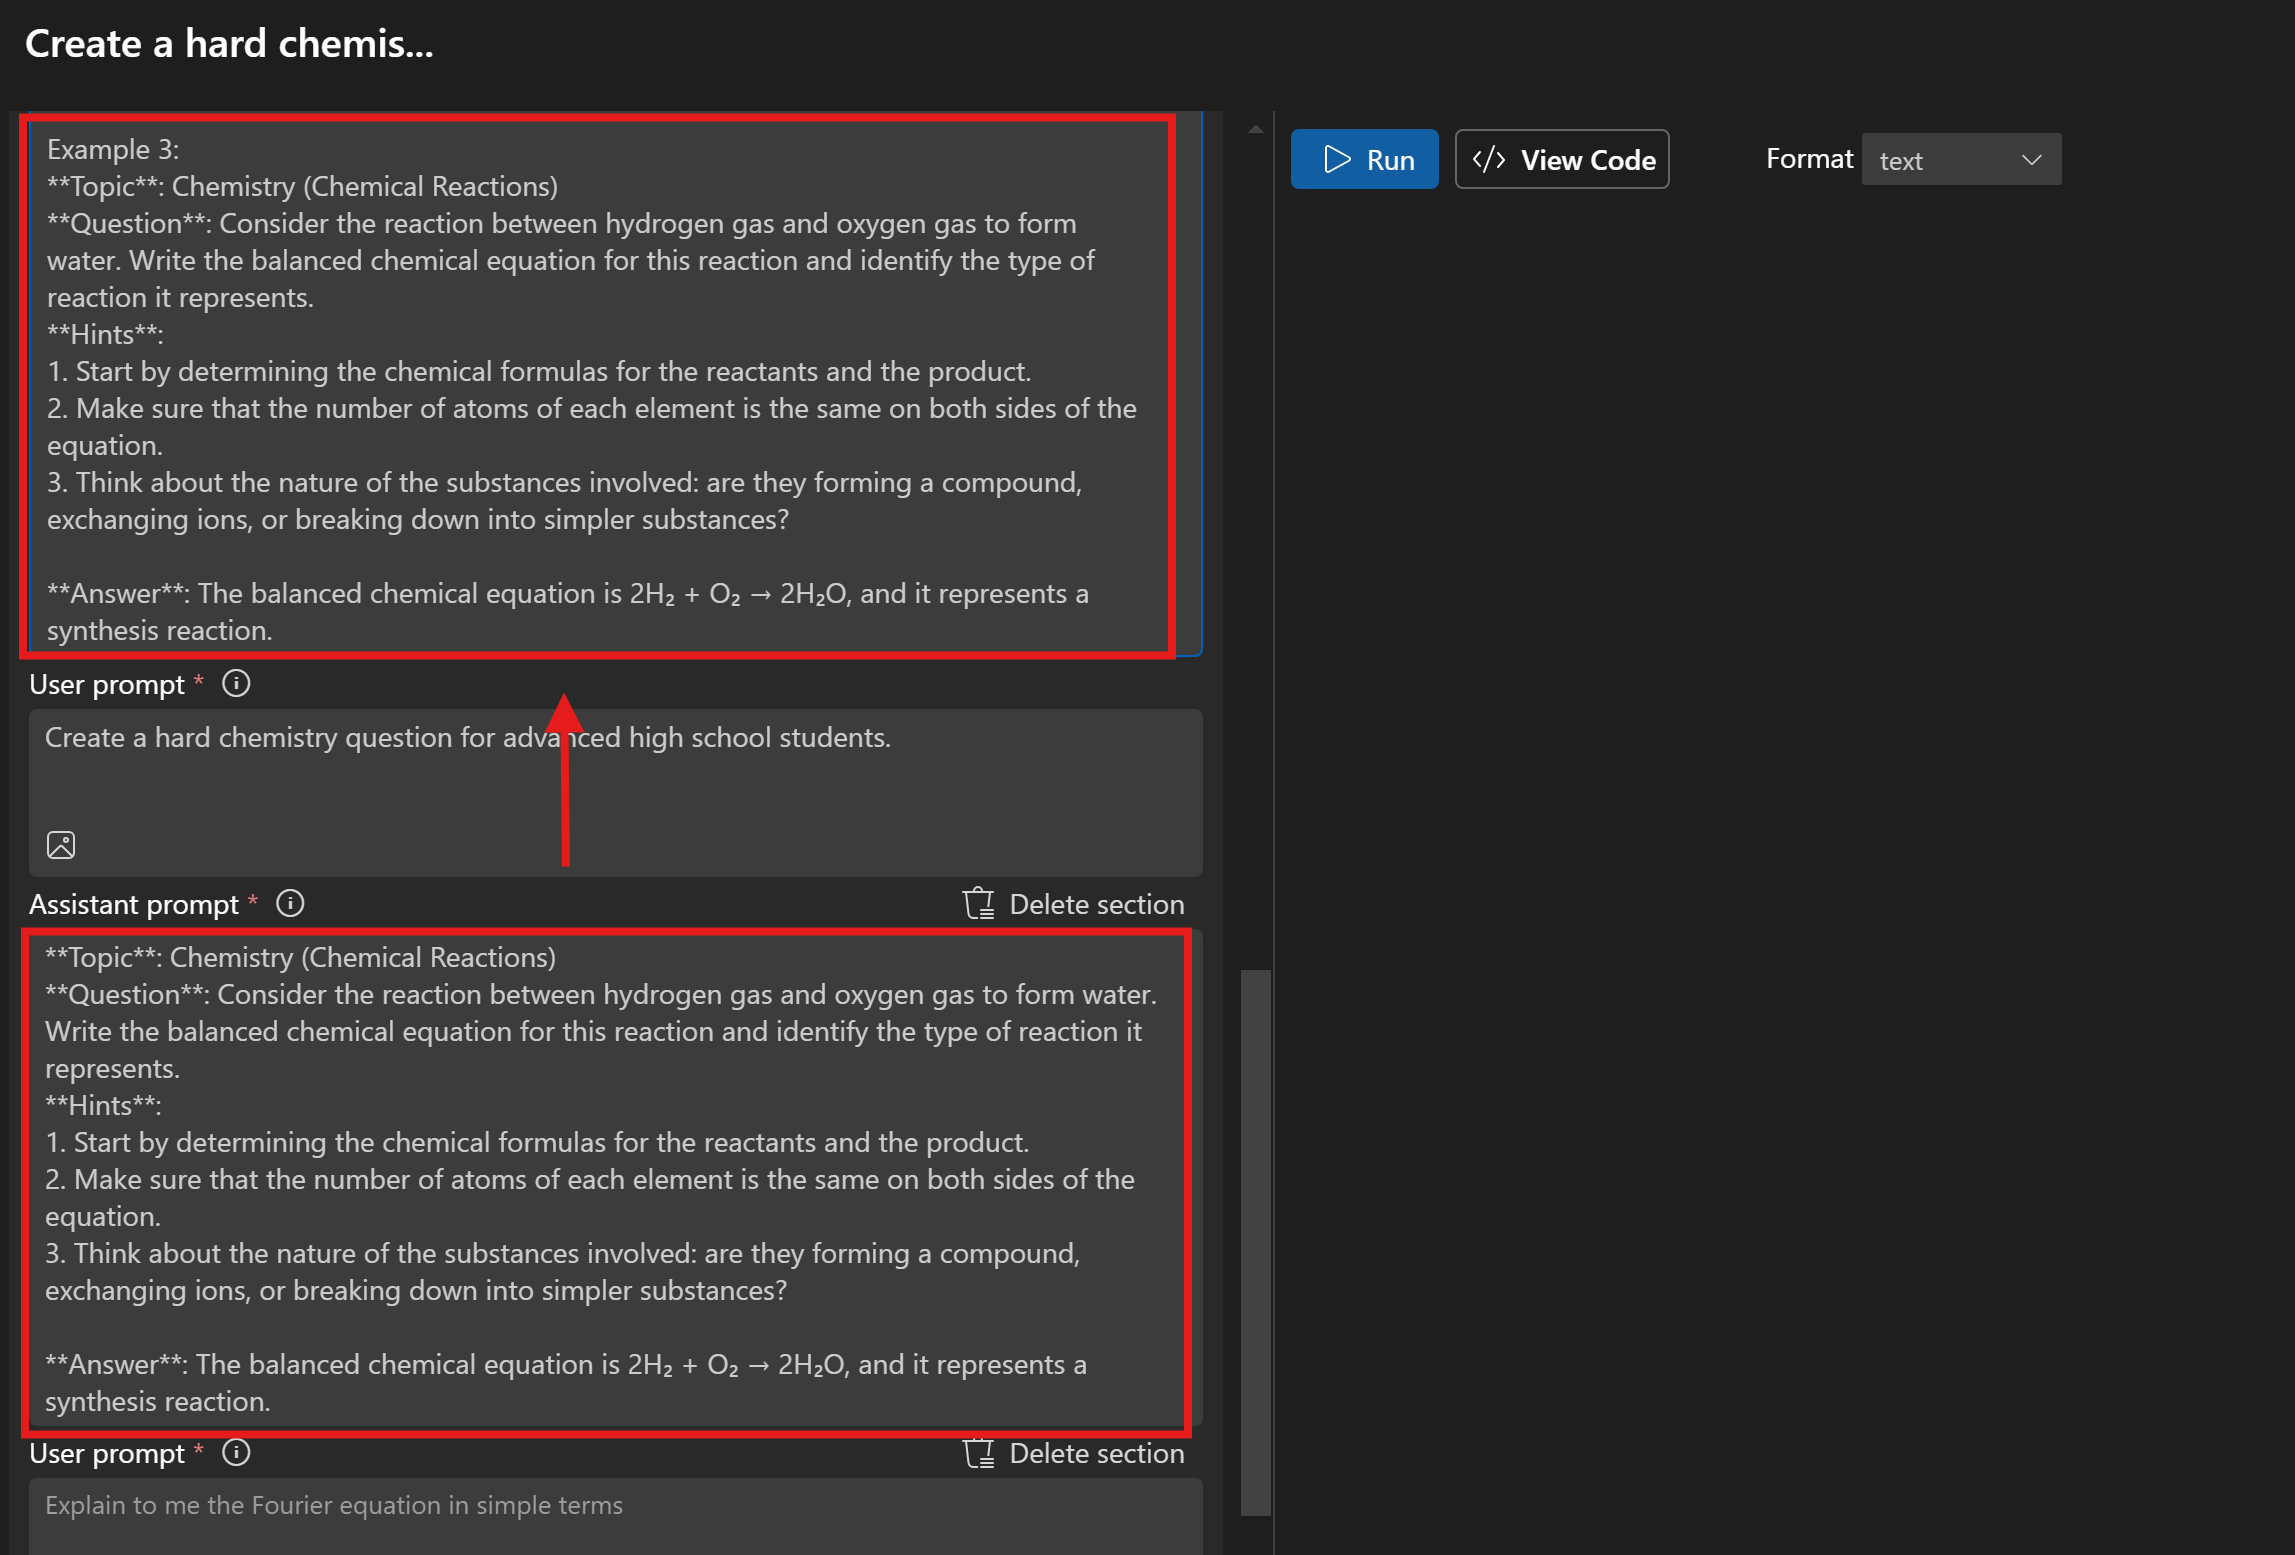 Create a hard chemis...
Example 3:
**Topic**: Chemistry (Chemical Reactions)
**Question**: Consider the reaction between hydrogen gas and oxygen gas to form
water. Write the balanced chemical equation for this reaction and identify the type of
reaction it represents.
**Hints**:
1. Start by determining the chemical formulas for the reactants and the product.
2. Make sure that the number of atoms of each element is the same on both sides of the
equation.
3. Think about the nature of the substances involved: are they forming a compound,
exchanging ions, or breaking down into simpler substances?
**Answer**: The balanced chemical equation is 2H₂ + O₂ → 2H₂O, and it represents a
synthesis reaction.
User prompt *
Create a hard chemistry question for advanced high school students.
Assistant prompt *
Delete section
**Topic**: Chemistry (Chemical Reactions)
**Question**: Consider the reaction between hydrogen gas and oxygen gas to form water.
Write the balanced chemical equation for this reaction and identify the type of reaction it
represents.
**Hints**:
1. Start by determining the chemical formulas for the reactants and the product.
2. Make sure that the number of atoms of each element is the same on both sides of the
equation.
3. Think about the nature of the substances involved: are they forming a compound,
exchanging ions, or breaking down into simpler substances?
**Answer**: The balanced chemical equation is 2H₂ + O₂ → 2H₂O, and it represents a
synthesis reaction.
User prompt *
Delete section
Explain to me the Fourier equation in simple terms
Run
</> View Code
Format
text